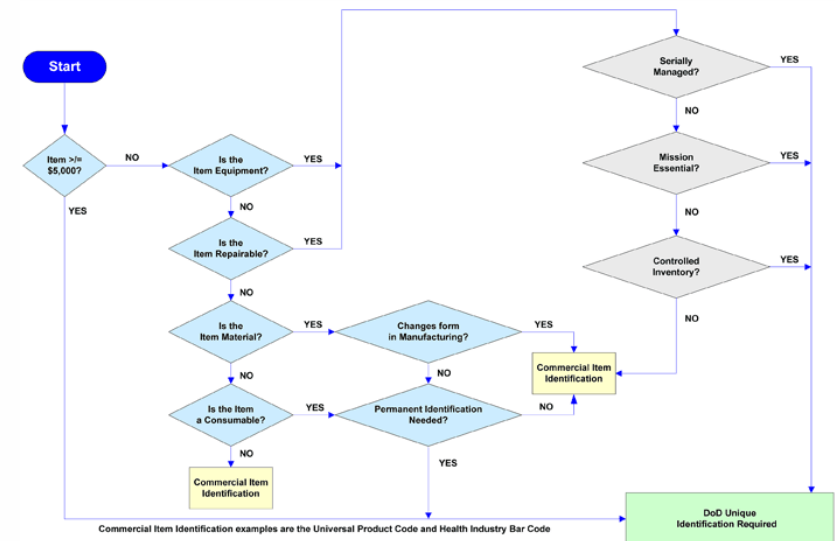 Start
Item >/=
$5,000?
NO
YES
Is the
Item Equipment?
YES
NO
Is the
Item Repairable?
YES
NO
Is the
Item Material?
YES
NO
Changes form
in Manufacturing?
YES
NO
Is the Item
a Consumable?
YES
NO
Permanent Identification
Needed?
NO
YES
Commercial Item
Identification
Serially
Managed?
YES
NO
Mission
Essential?
YES
NO
Controlled
Inventory?
YES
NO
Commercial Item
Identification
DoD Unique
Identification Required
Commercial Item Identification examples are the Universal Product Code and Health Industry Bar Code